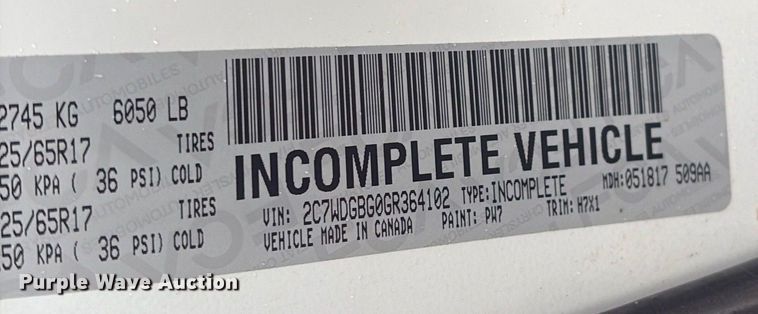 2745 KG 6050 LB
25/65R17 TIRES
50 KPA ( 36 PSI) COLD
25/65R17 TIRES
50 KPA ( 36 PSI) COLD
INCOMPLETE VEHICLE
VIN: 2C7WDGBG0GR364102 TYPE: INCOMPLETE MDH: 051817 509AA
VEHICLE MADE IN CANADA PAINT: PW7 TRIM: H7X1
Purple Wave Auction